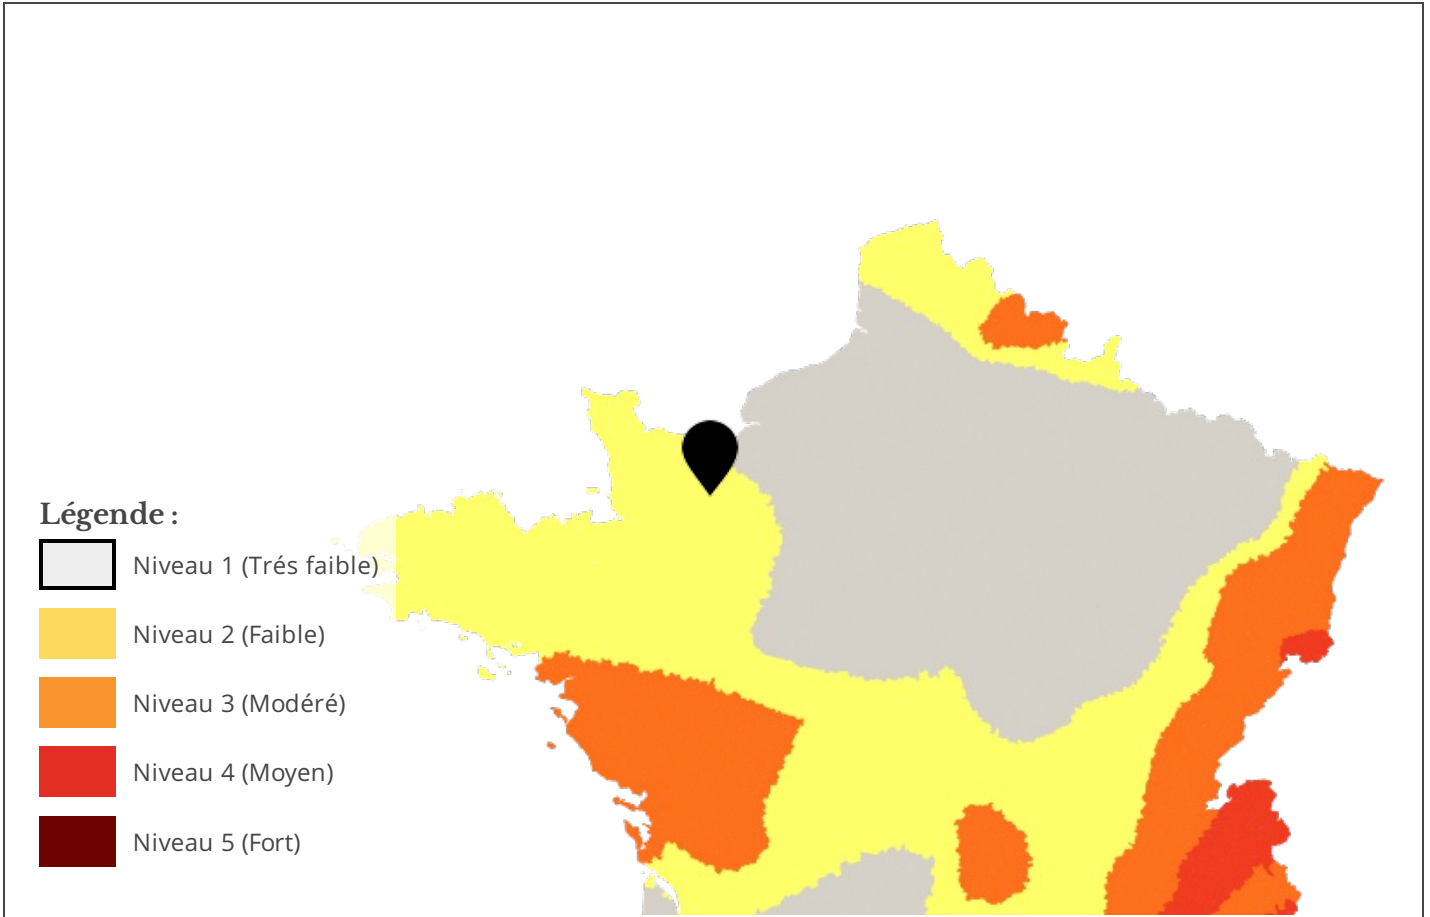 Légende :
Niveau 1 (Trés faible)
Niveau 2 (Faible)
Niveau 3 (Modéré)
Niveau 4 (Moyen)
Niveau 5 (Fort)